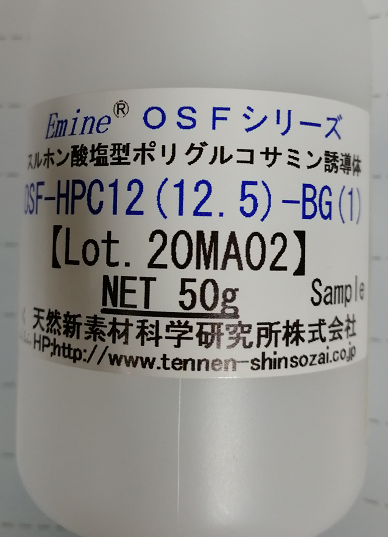 Emine® OSFシリーズ
スルホン酸塩型ポリグルコサミン誘導体
OSF-HPC12(12.5)-BG(1)
【Lot.20MA02】
NET 50g Sample
天然新素材科学研究所株式会社
HP;http://www.tennen-shinsozai.co.jp